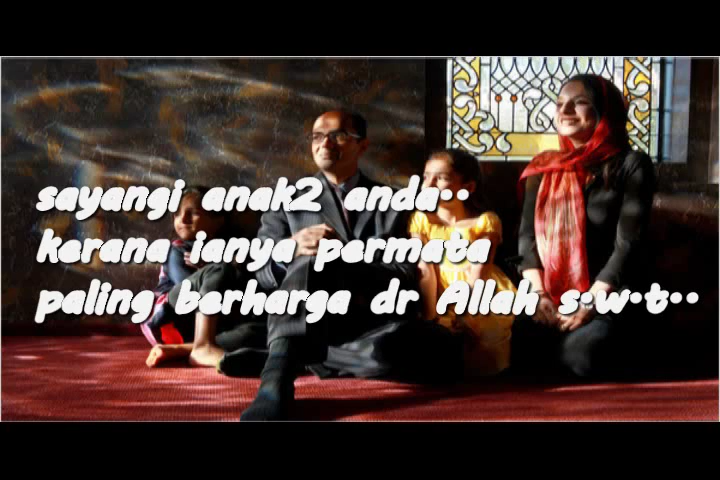 sayangi anak2 anda..
kerana ianya permata
paling berharga dr Allah s.w.t..